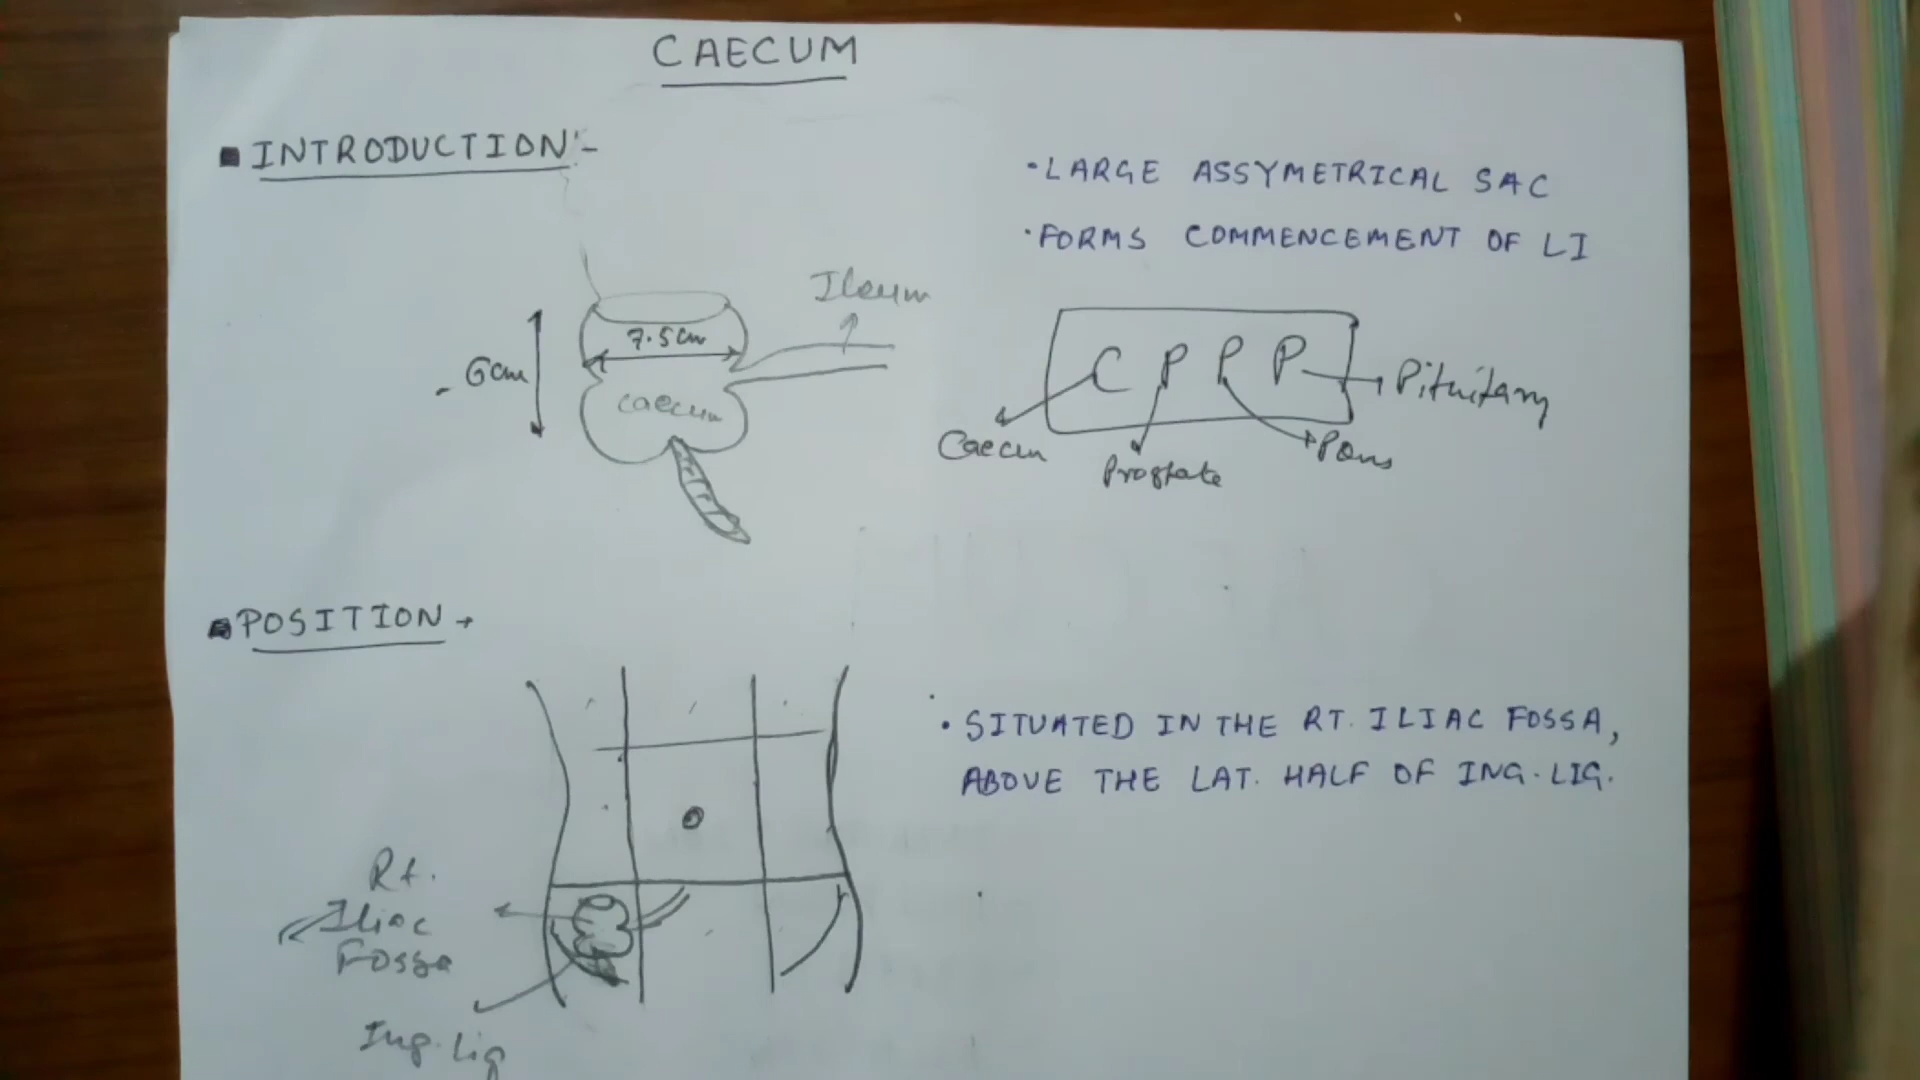 CAECUM
INTRODUCTION:-
• LARGE ASSYMETRICAL SAC
• FORMS COMMENCEMENT OF LI
Ileum
7.5cm
6cm
caecum
C P P P
Pituitary
Caecum
Prostate
Pons
POSITION →
• SITUATED IN THE RT. ILIAC FOSSA,
ABOVE THE LAT. HALF OF ING. LIG.
Rt.
Iliac
Fossa
Ing. Lig